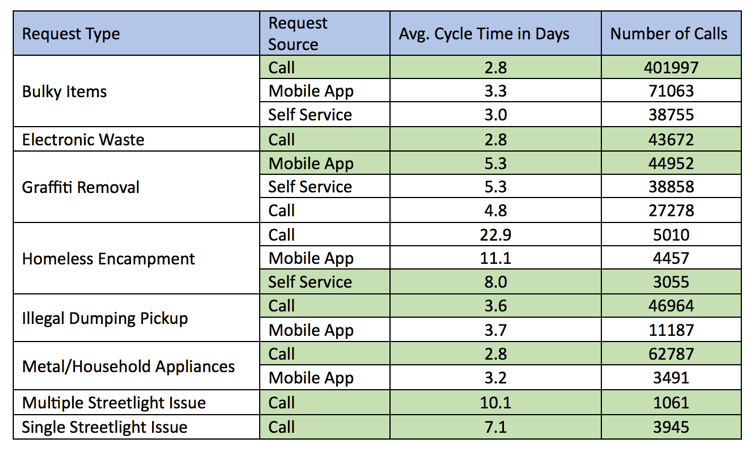 Request Type Request Source Avg. Cycle Time in Days Number of Calls
Bulky Items Call 2.8 401997
Mobile App 3.3 71063
Self Service 3.0 38755
Electronic Waste Call 2.8 43672
Graffiti Removal Mobile App 5.3 44952
Self Service 5.3 38858
Call 4.8 27278
Homeless Encampment Call 22.9 5010
Mobile App 11.1 4457
Self Service 8.0 3055
Illegal Dumping Pickup Call 3.6 46964
Mobile App 3.7 11187
Metal/Household Appliances Call 2.8 62787
Mobile App 3.2 3491
Multiple Streetlight Issue Call 10.1 1061
Single Streetlight Issue Call 7.1 3945